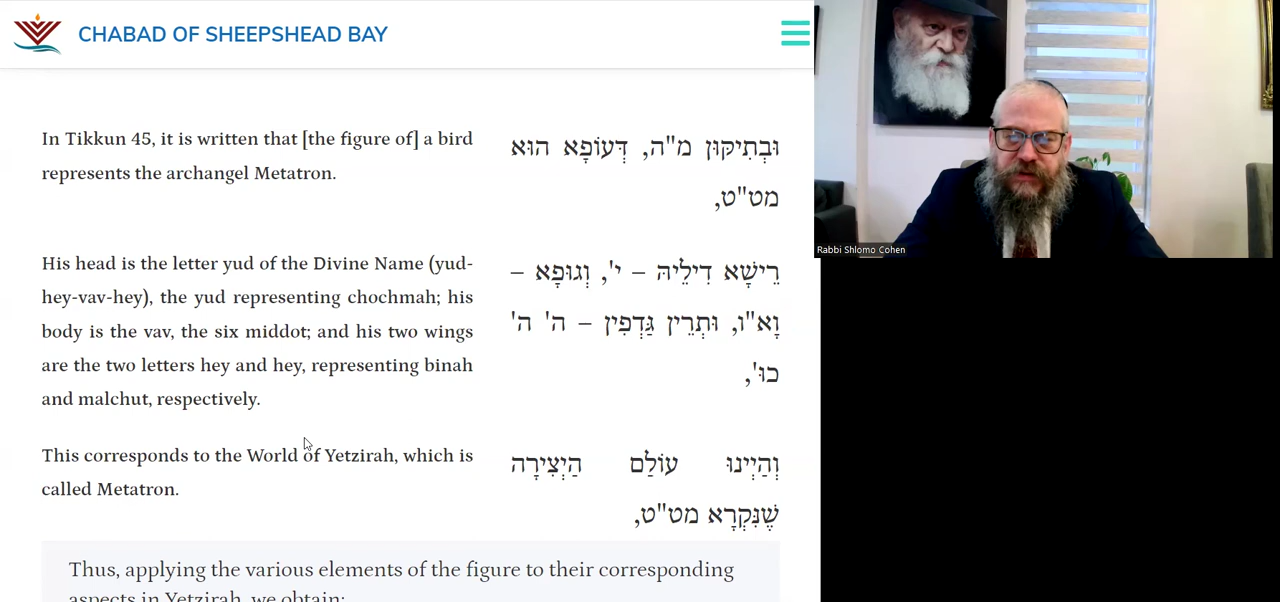 CHABAD OF SHEEPSHEAD BAY
In Tikkun 45, it is written that [the figure of] a bird
represents the archangel Metatron.
וּבְתִיקּוּן מ"ה, דְּעוֹפָא הוּא
מט"ט,
His head is the letter yud of the Divine Name (yud-
hey-vav-hey), the yud representing chochmah; his
body is the vav, the six middot; and his two wings
are the two letters hey and hey, representing binah
and malchut, respectively.
רֵישָׁא דִילֵיהּ – י', וְגוּפָא –
וָא"ו, וּתְרֵין גַּדְפִין – ה' ה'
כוּ',
This corresponds to the World of Yetzirah, which is
called Metatron.
וְהַיְינוּ עוֹלַם הַיְצִירָה
שֶׁנִּקְרָא מט"ט,
Thus, applying the various elements of the figure to their corresponding
aspects in Yetzirah, we obtain:
Rabbi Shlomo Cohen